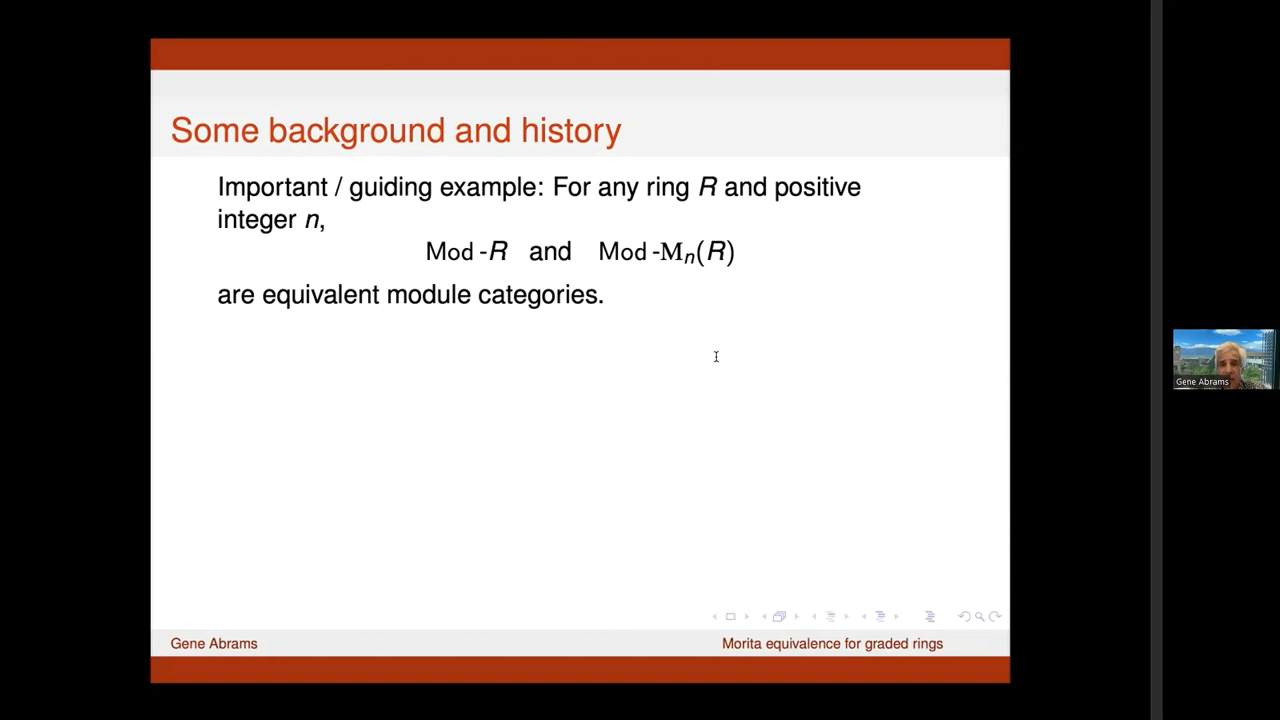 Some background and history
Important / guiding example: For any ring R and positive
integer n,
Mod -R and Mod -Mn(R)
are equivalent module categories.
Gene Abrams
Gene Abrams
Morita equivalence for graded rings